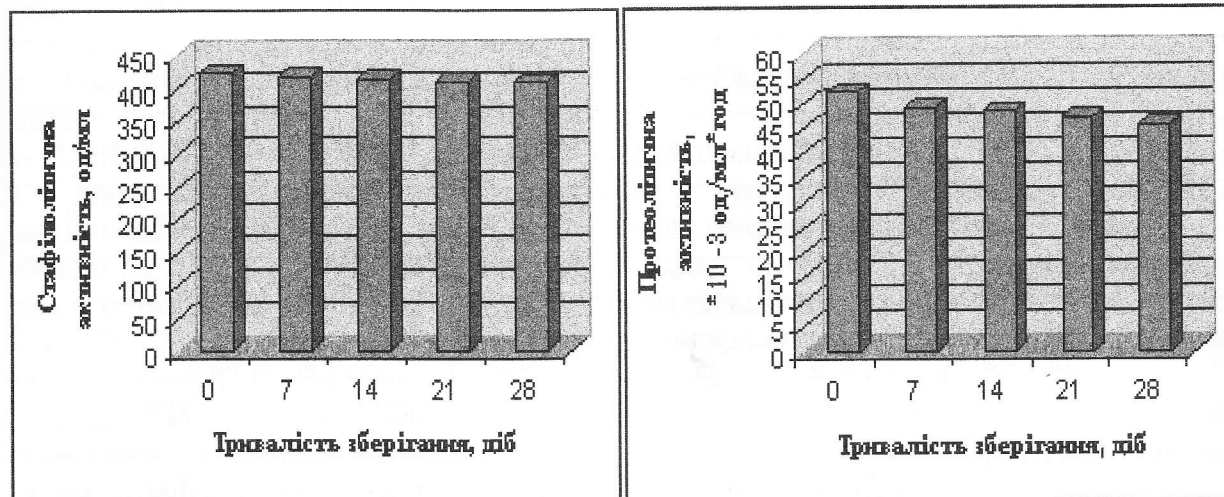 450
400
350
300
250
200
150
100
50
0
Стафілолітична
активність, од/мл
0 7 14 21 28
Тривалість зберігання, діб
60
55
50
45
40
35
30
25
20
15
10
5
0
Протеолітична
активність,
*10 - 3 од/мл* год
0 7 14 21 28
Тривалість зберігання, діб